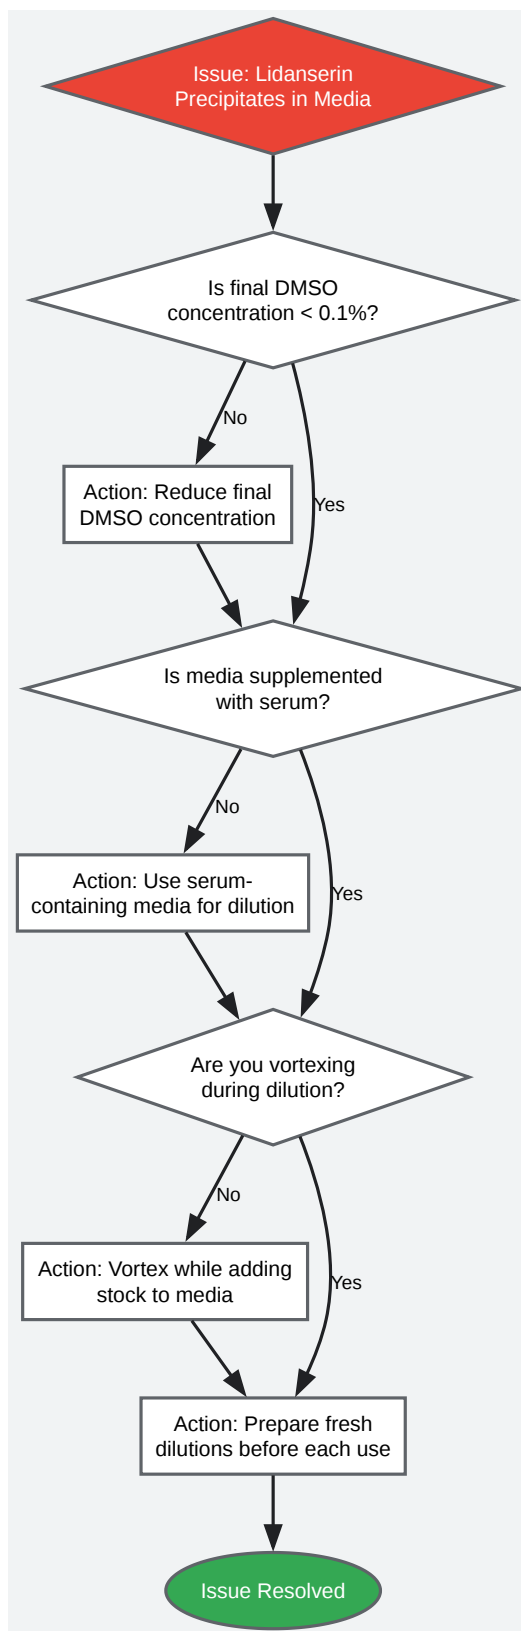 Issue: Lidanserin
Precipitates in Media
Is final DMSO
concentration < 0.1%?
No
Yes
Action: Reduce final
DMSO concentration
Is media supplemented
with serum?
No
Yes
Action: Use serum-
containing media for dilution
Are you vortexing
during dilution?
No
Yes
Action: Vortex while adding
stock to media
Action: Prepare fresh
dilutions before each use
Issue Resolved